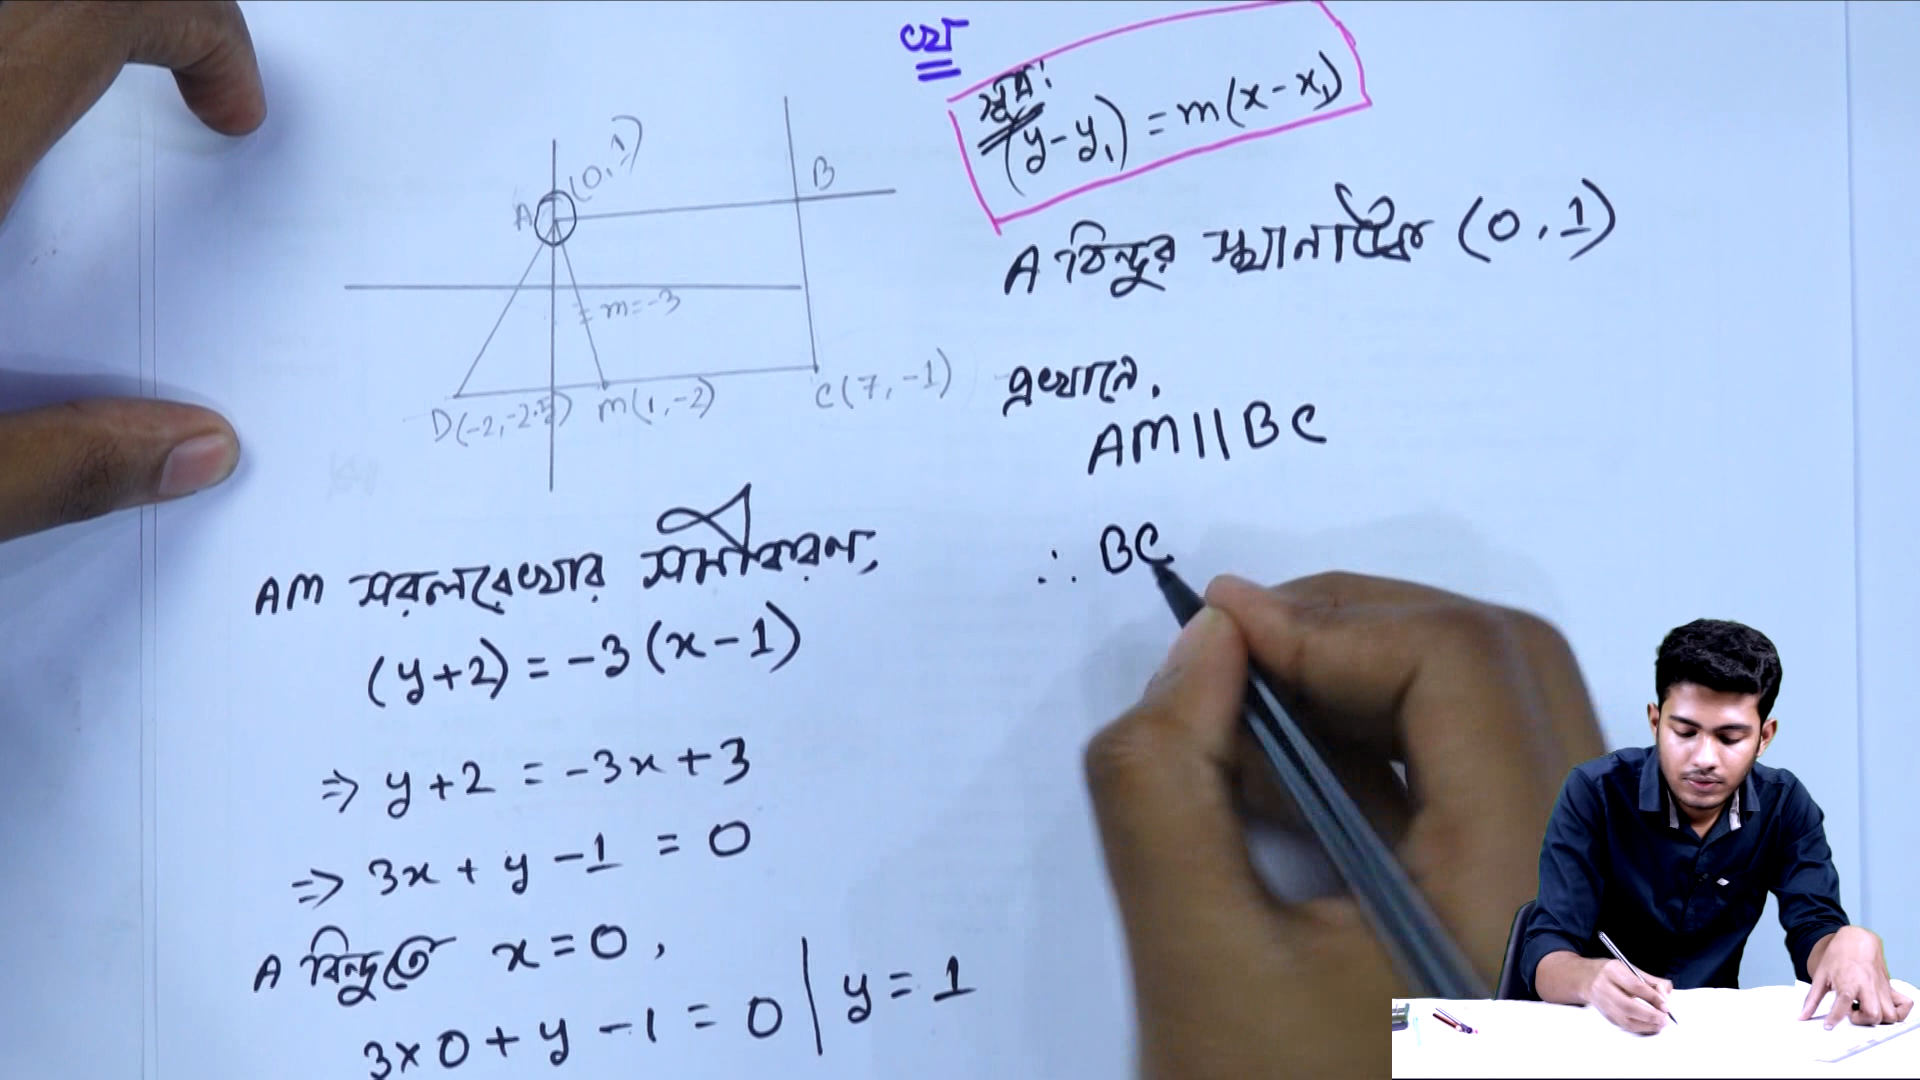 খ
সূত্র:
(y-y₁) = m(x-x₁)
A (0,1)
B
= m=-3
D(-2,-2.5) m(1,-2) C(7,-1)
AM সরলরেখার সমীকরণ,
(y+2) = -3(x-1)
⇒ y+2 = -3x+3
⇒ 3x + y -1 = 0
A বিন্দুতে x=0,
3×0+y-1=0 | y=1
A বিন্দুর স্থানাঙ্ক (0,1)
এখানে,
AM||BC
∴ BC